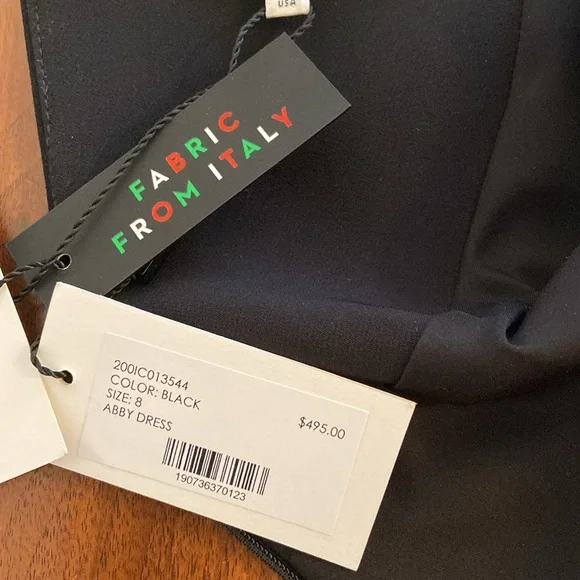 USA
FABRIC
FROM ITALY
200IC013544
COLOR: BLACK
SIZE: 8
ABBY DRESS
$495.00
190736370123